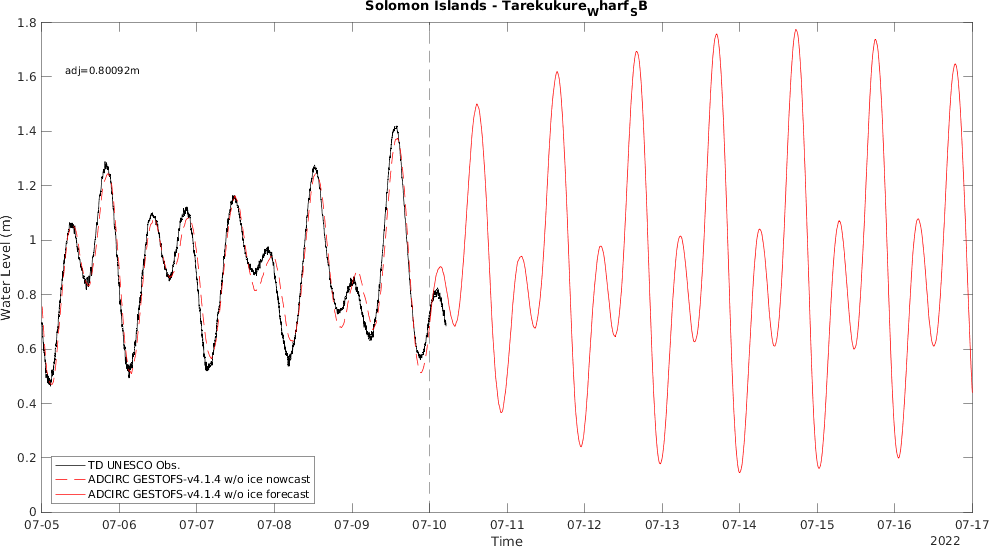 Solomon Islands - Tarekukure_Wharf_SB
1.8
1.6
1.4
1.2
1
0.8
0.6
0.4
0.2
0
Water Level (m)
adj=0.80092m
TD UNESCO Obs.
ADCIRC GESTOFS-v4.1.4 w/o ice nowcast
ADCIRC GESTOFS-v4.1.4 w/o ice forecast
07-05 07-06 07-07 07-08 07-09 07-10 07-11 07-12 07-13 07-14 07-15 07-16 07-17
Time
2022